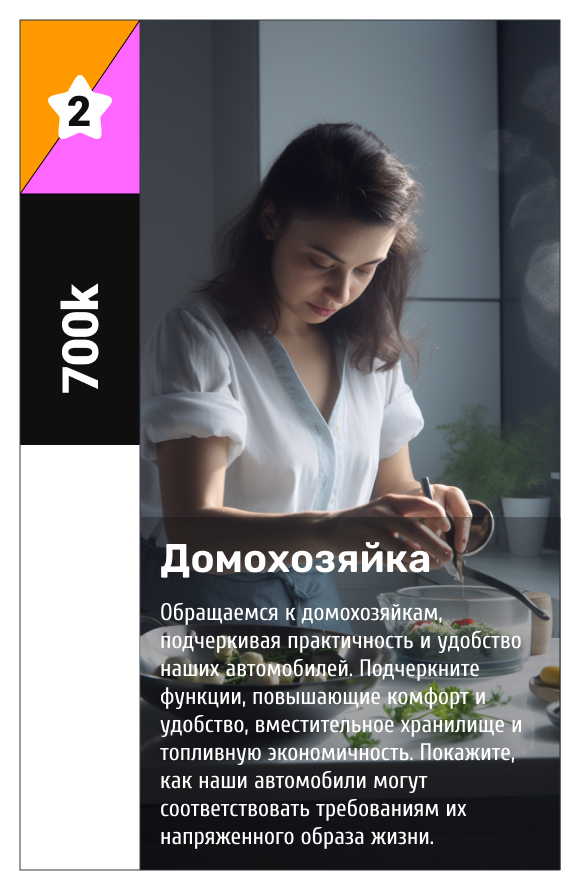 2
700k
Домохозяйка
Обращаемся к домохозяйкам,
подчеркивая практичность и удобство
наших автомобилей. Подчеркните
функции, повышающие комфорт и
удобство, вместительное хранилище и
топливную экономичность. Покажите,
как наши автомобили могут
соответствовать требованиям их
напряженного образа жизни.